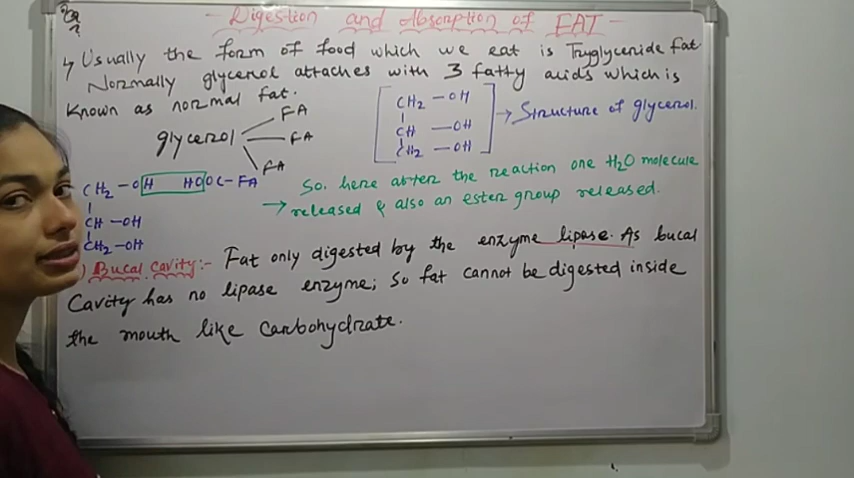 - Digestion and Absorption of FAT -
↳ Usually the form of food which we eat is Tryglyceride fat
Normally glycerol attaches with 3 fatty acids which is
known as normal fat.
glycerol
FA
FA
FA
CH2 - OH
CH - OH
CH2 - OH
→ Structure of glycerol.
CH2 - OH HOOC - FA
CH - OH
CH2 - OH
So, here after the reaction one H2O molecule
→ released & also an ester group released.
) Bucal Cavity:- Fat only digested by the enzyme lipase. As bucal
Cavity has no lipase enzyme; So fat cannot be digested inside
the mouth like Carbohydrate.